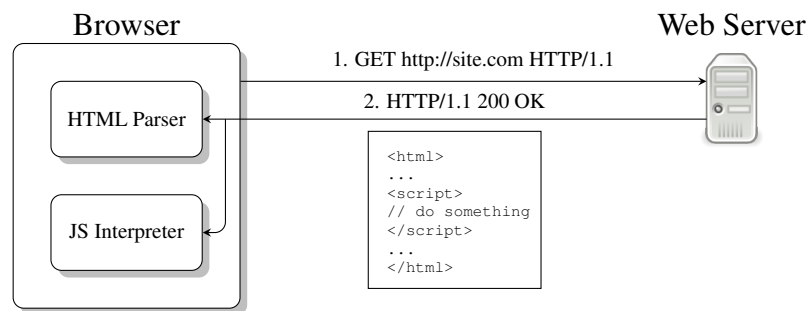 Browser
Web Server
1. GET http://site.com HTTP/1.1
2. HTTP/1.1 200 OK
HTML Parser
JS Interpreter
<html>
...
<script>
// do something
</script>
...
</html>